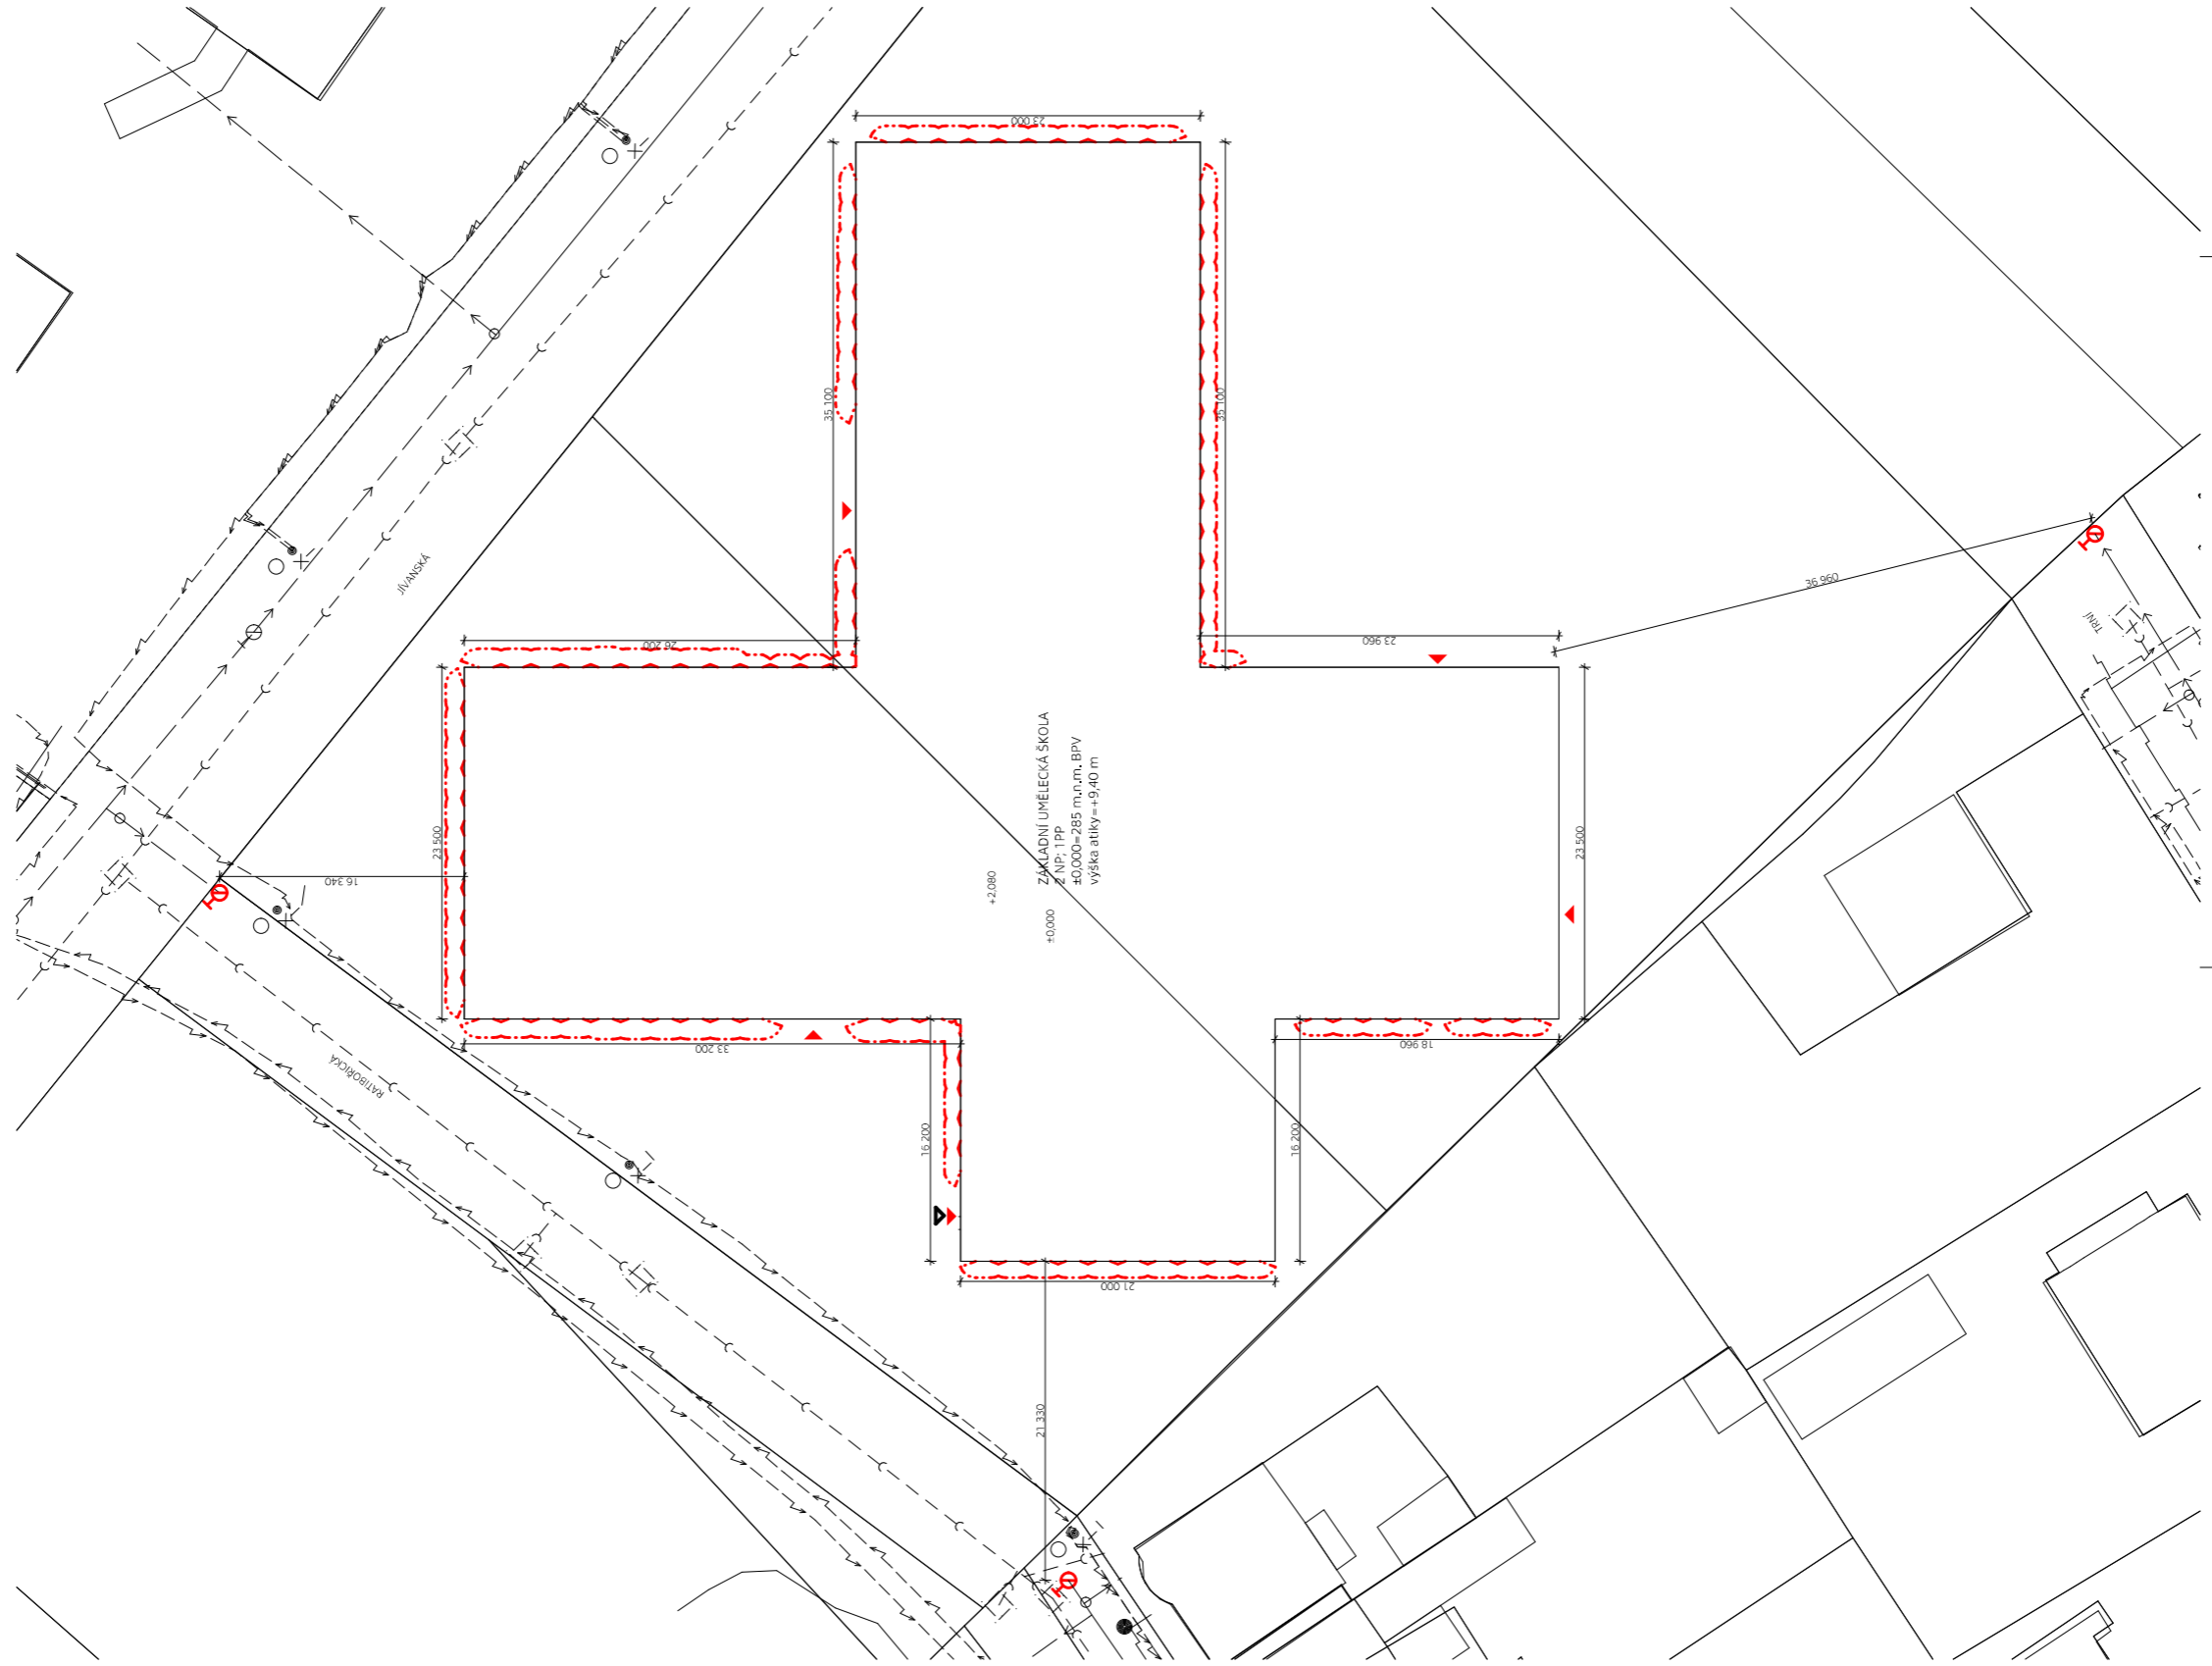 23 000
35 100
35 100
JÍVANSKÁ
36 960
TRNÍ
26 200
23 960
ZÁKLADNÍ UMĚLECKÁ ŠKOLA
2 NP; 1PP
±0,000=285 m.n.m. BPV
výška atiky=+9,40 m
23 500
23 500
16 340
+2,080
±0,000
33 200
18 960
RATIBOŘICKÁ
16 200
16 200
21 000
21 330